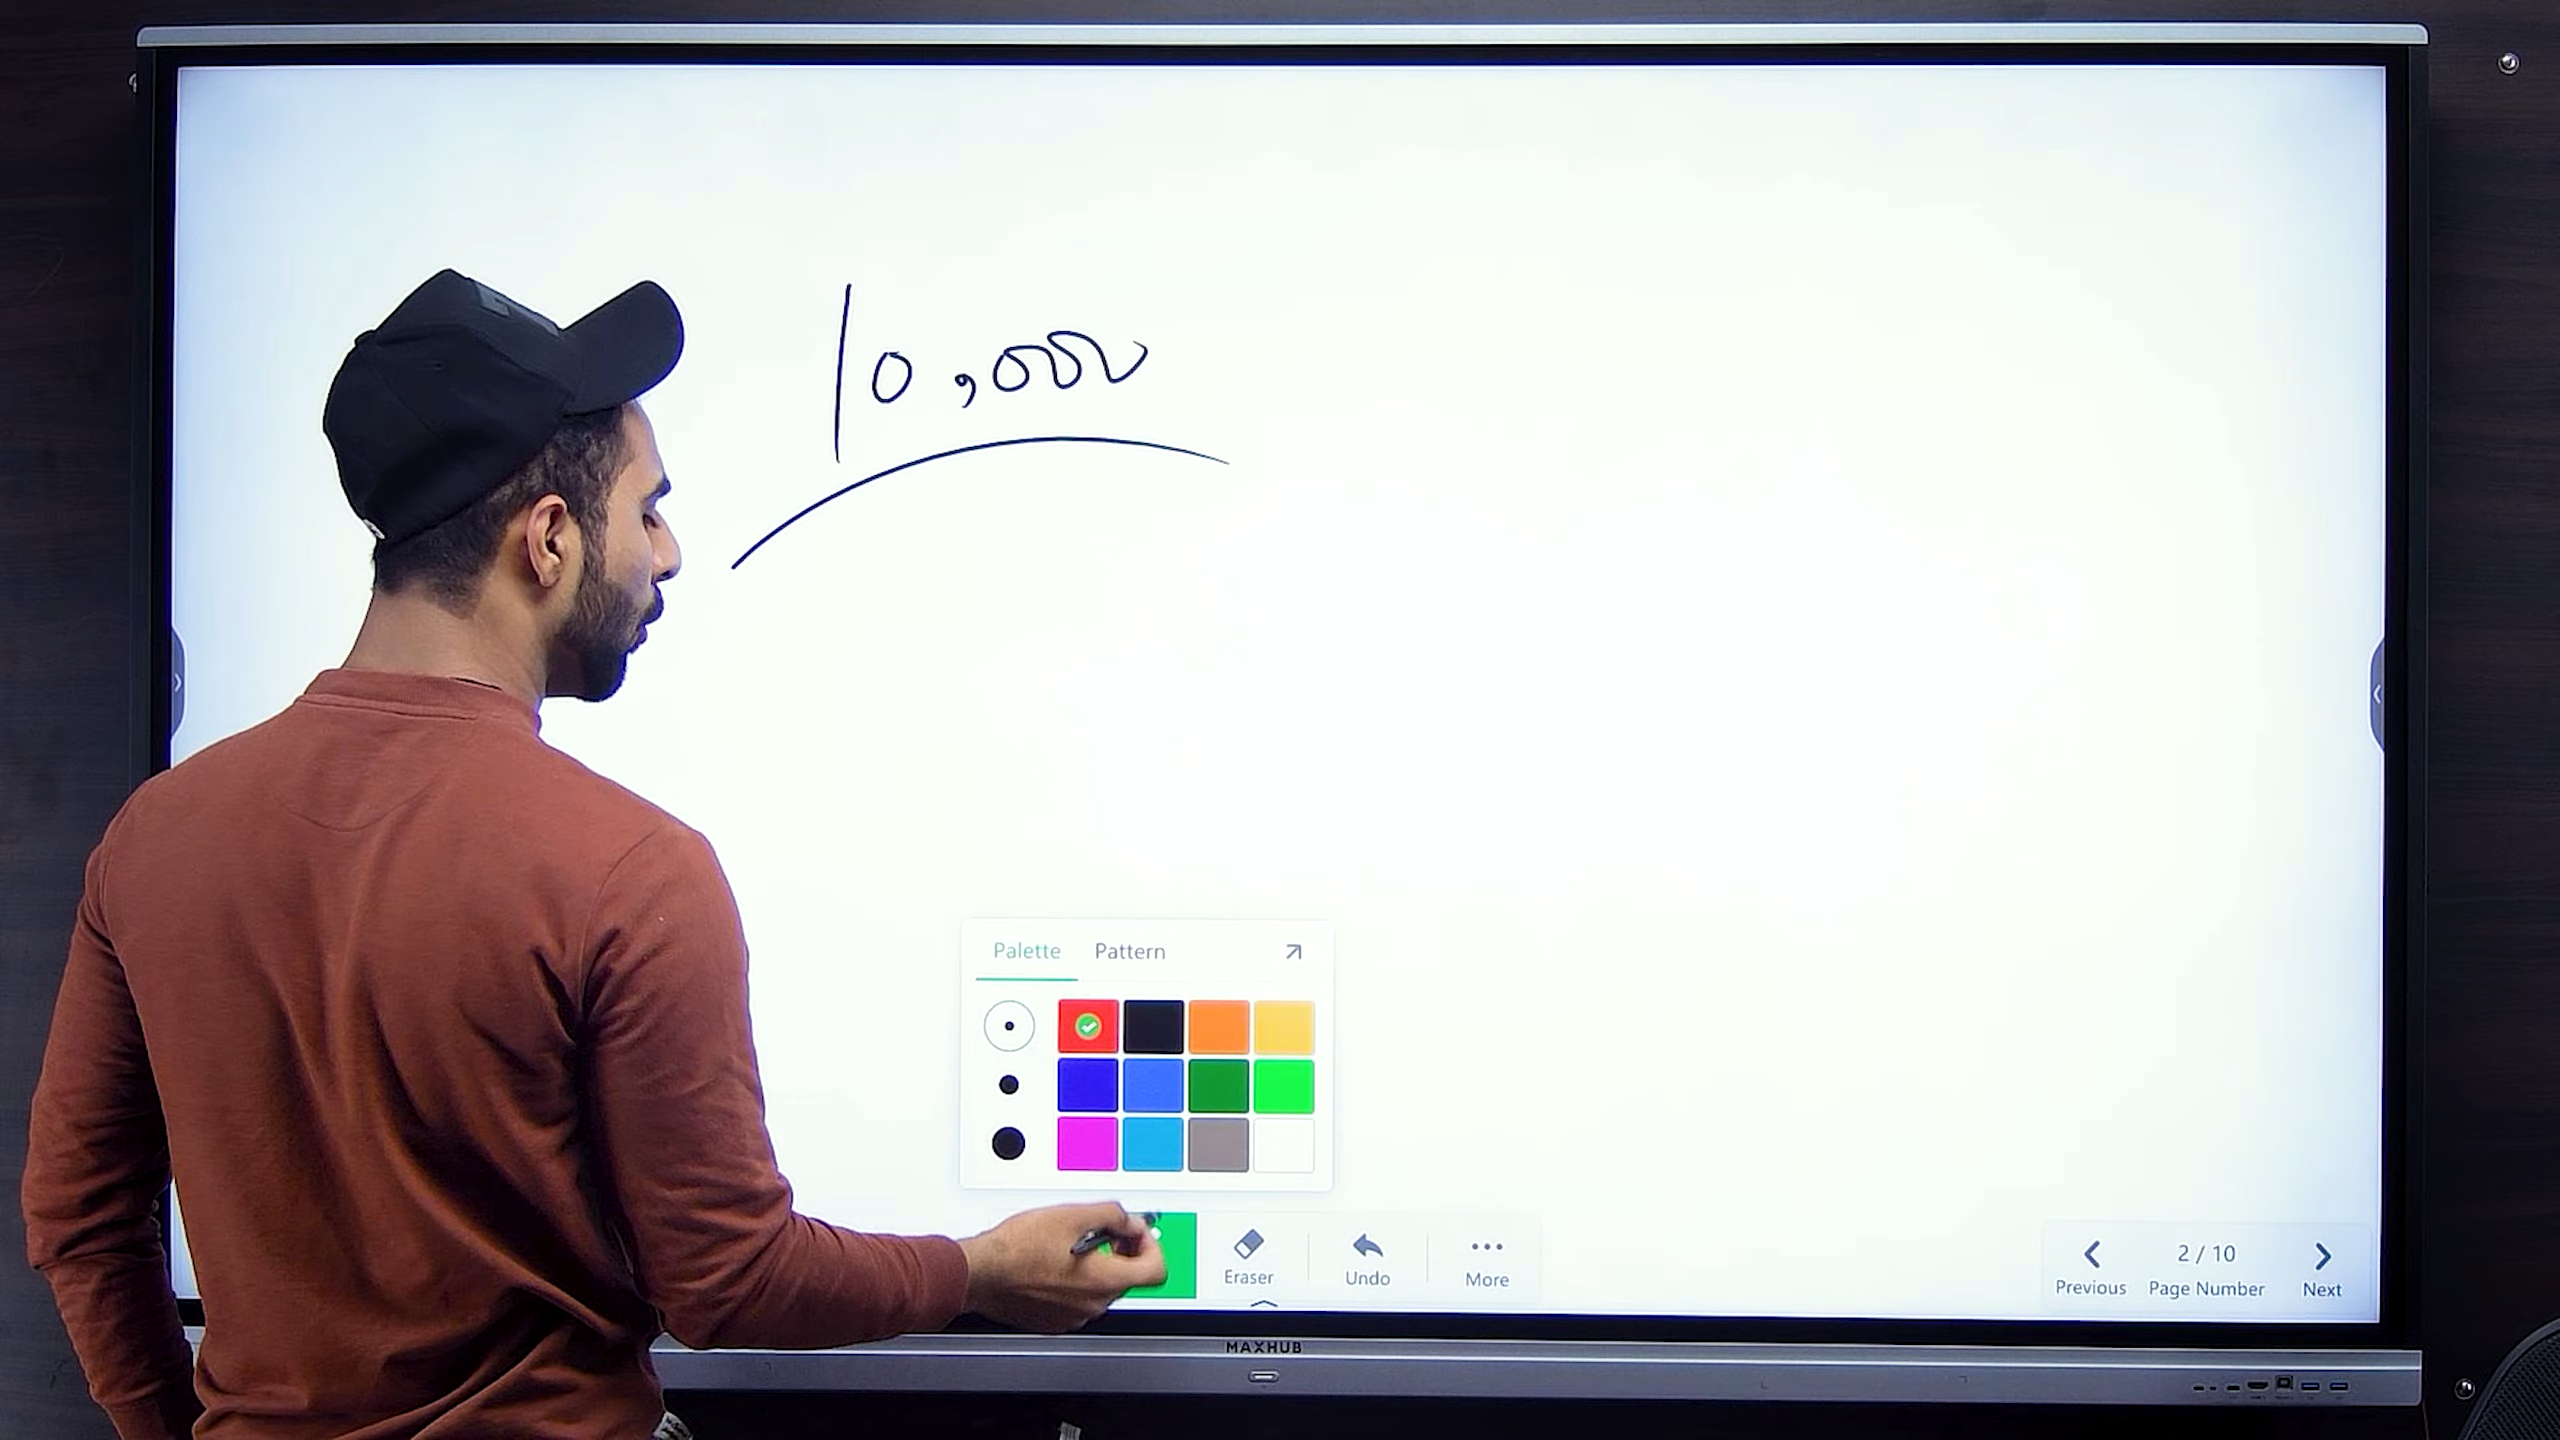 10,000
Palette Pattern
Eraser Undo More
Previous 2 / 10 Page Number Next
MAXHUB